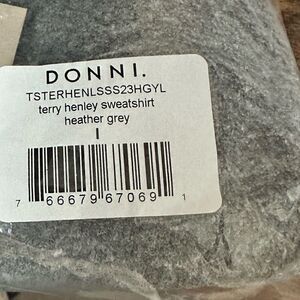 DONNI.
TSTERHENLSSS23HGYL
terry henley sweatshirt
heather grey
l
7 66679 67069 1